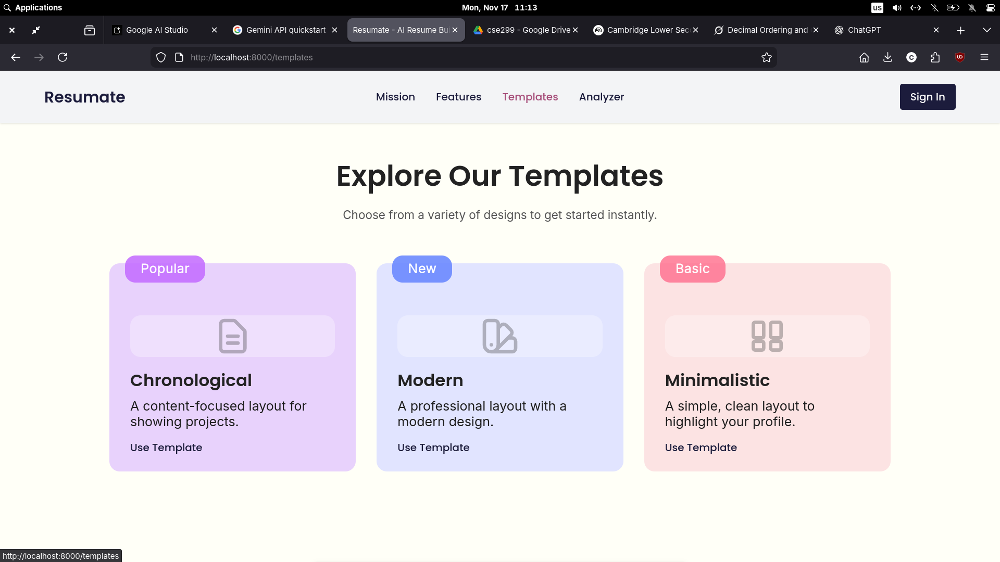 Applications
Mon, Nov 17 11:13
us
Google AI Studio
Gemini API quickstart
Resumate - AI Resume Bui
cse299 - Google Drive
Cambridge Lower Sec
Decimal Ordering and
ChatGPT
http://localhost:8000/templates
Resumate
Mission
Features
Templates
Analyzer
Sign In
Explore Our Templates
Choose from a variety of designs to get started instantly.
Popular
Chronological
A content-focused layout for
showing projects.
Use Template
New
Modern
A professional layout with a
modern design.
Use Template
Basic
Minimalistic
A simple, clean layout to
highlight your profile.
Use Template
http://localhost:8000/templates